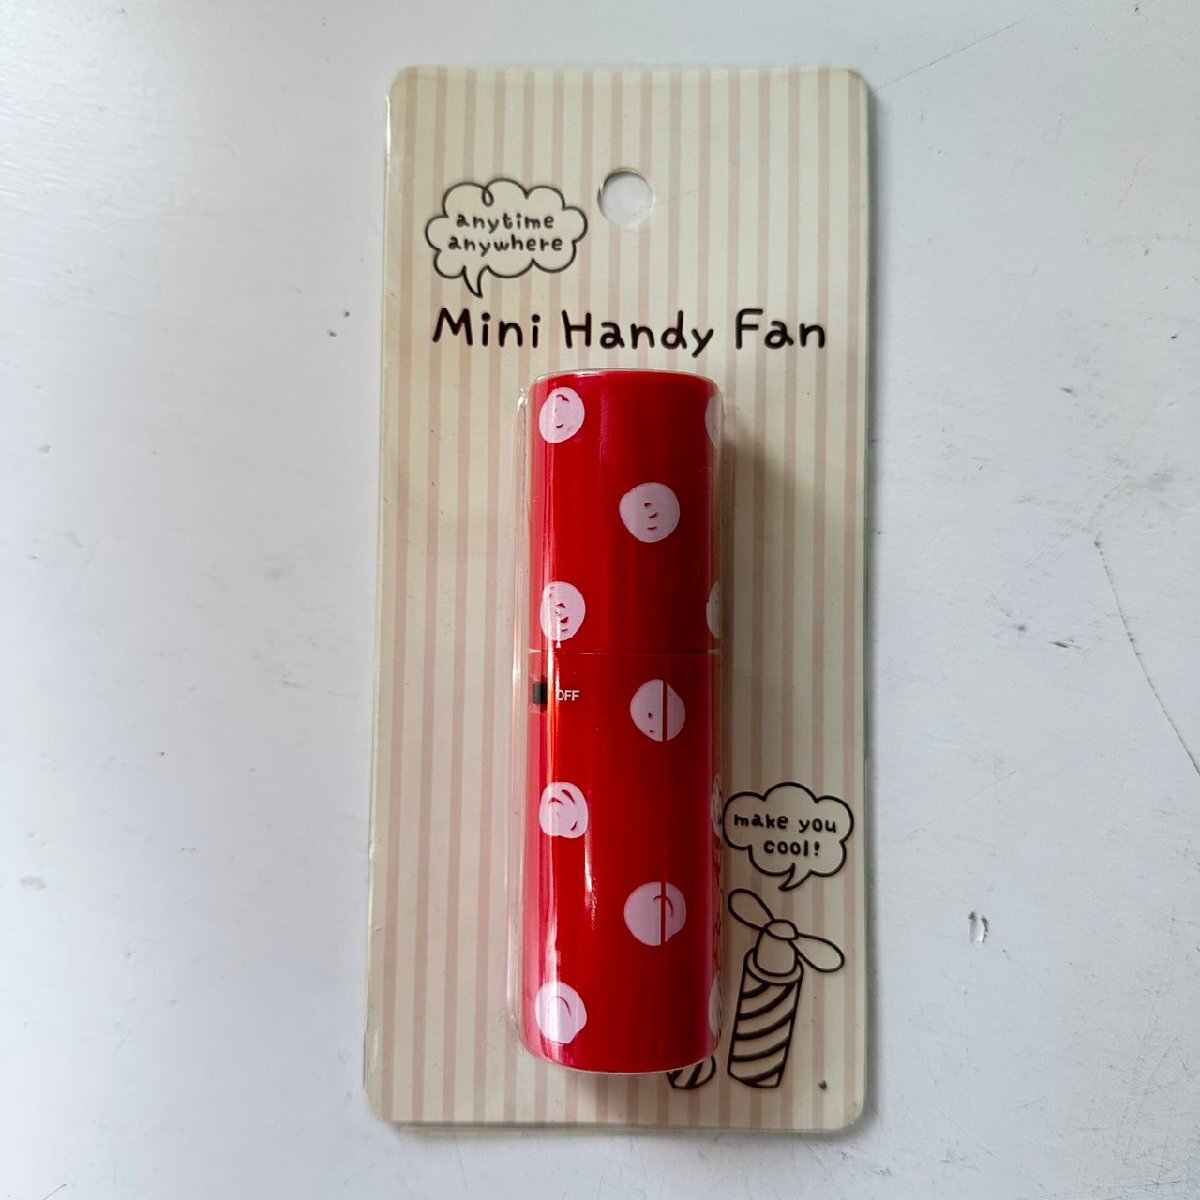 anytime
anywhere
Mini Handy Fan
OFF
make you
cool!